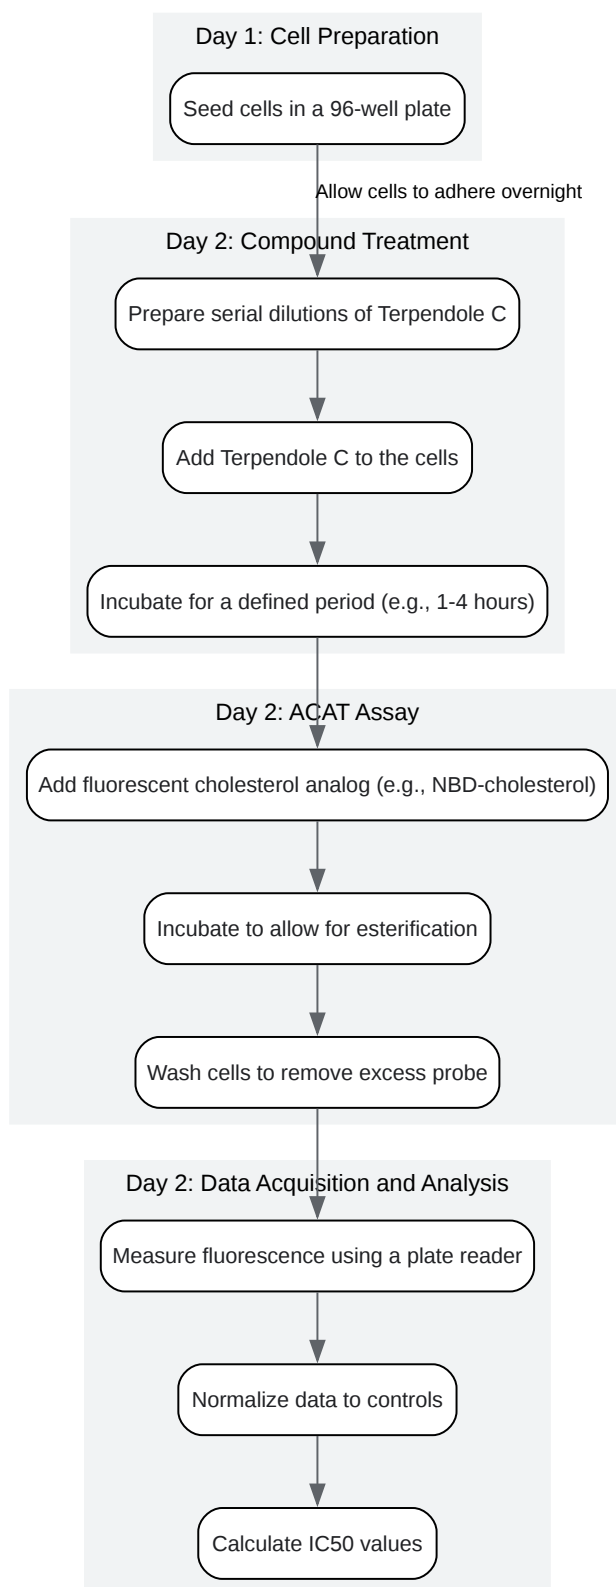 Day 1: Cell Preparation
Seed cells in a 96-well plate
Allow cells to adhere overnight
Day 2: Compound Treatment
Prepare serial dilutions of Terpendole C
Add Terpendole C to the cells
Incubate for a defined period (e.g., 1-4 hours)
Day 2: ACAT Assay
Add fluorescent cholesterol analog (e.g., NBD-cholesterol)
Incubate to allow for esterification
Wash cells to remove excess probe
Day 2: Data Acquisition and Analysis
Measure fluorescence using a plate reader
Normalize data to controls
Calculate IC50 values